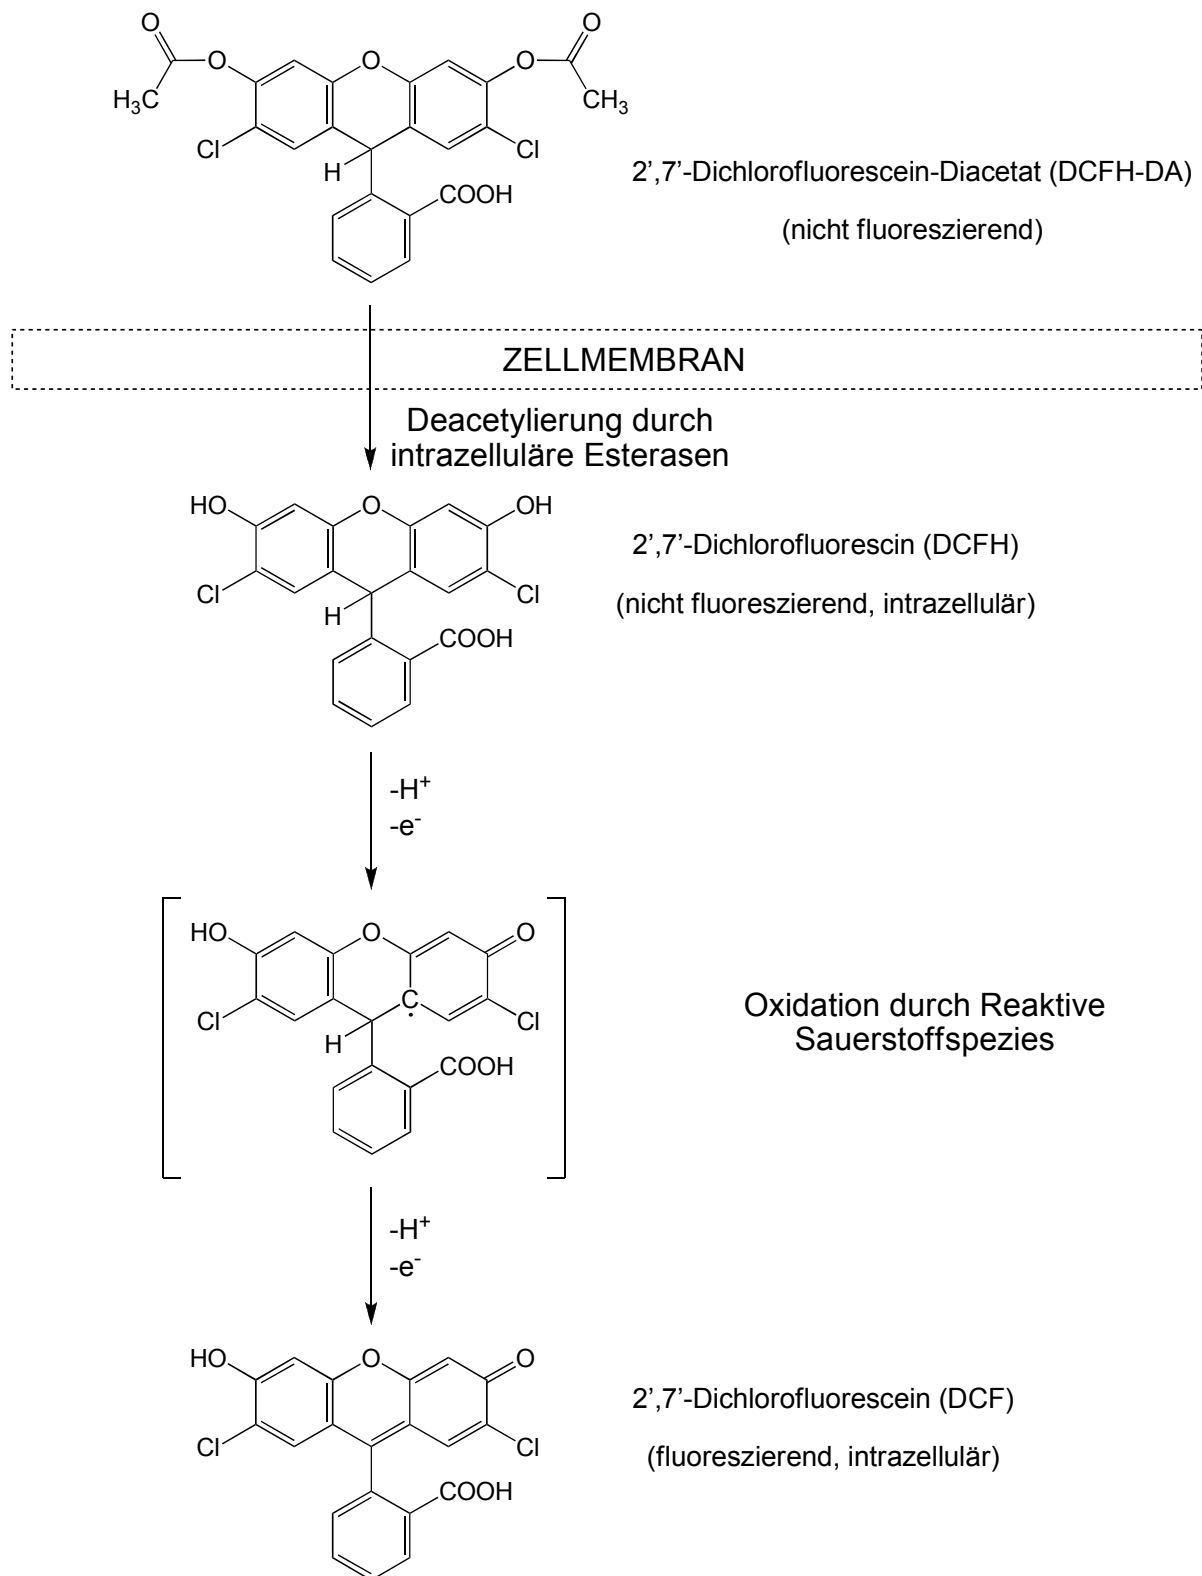 O O
O O O
H₃C CH₃
Cl Cl
H
COOH
2',7'-Dichlorofluorescein-Diacetat (DCFH-DA)
(nicht fluoreszierend)
ZELLMEMBRAN
Deacetylierung durch
intrazelluläre Esterasen
HO O OH
Cl Cl
H
COOH
2',7'-Dichlorofluorescin (DCFH)
(nicht fluoreszierend, intrazellulär)
-H⁺
-e⁻
HO O O
C
Cl Cl
H
COOH
Oxidation durch Reaktive
Sauerstoffspezies
-H⁺
-e⁻
HO O O
Cl Cl
COOH
2',7'-Dichlorofluorescein (DCF)
(fluoreszierend, intrazellulär)